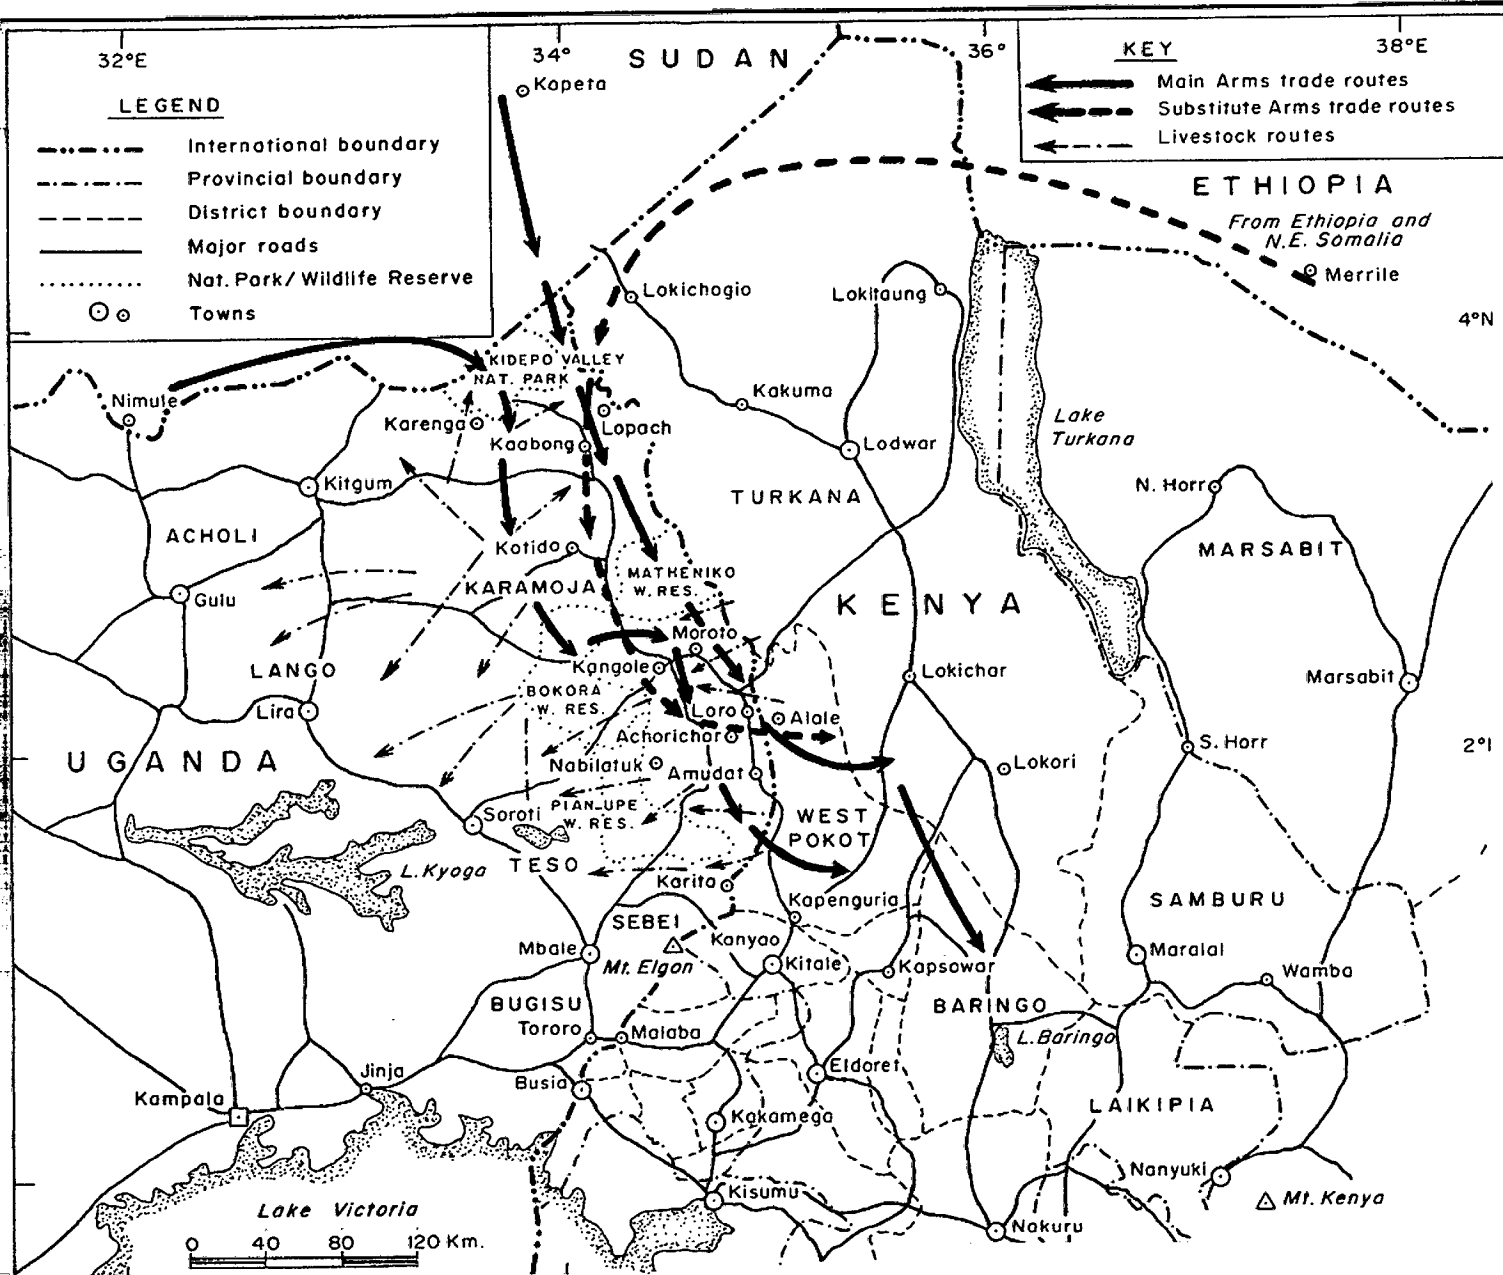 32°E
34°
36°
38°E
SUDAN
Kapeta
LEGEND
International boundary
Provincial boundary
District boundary
Major roads
Nat. Park/Wildlife Reserve
Towns
KEY
Main Arms trade routes
Substitute Arms trade routes
Livestock routes
ETHIOPIA
From Ethiopia and
N.E. Somalia
Merrile
Lokichogio
Lokitaung
4°N
KIDEPO VALLEY
NAT. PARK
Nimule
Karenga
Kaabong
Lopach
Kakuma
Lake
Turkana
Lodwar
Kitgum
TURKANA
N. Horr
ACHOLI
Kotido
MARSABIT
MATHENIKO
W. RES.
KARAMOJA
Gulu
KENYA
Moroto
LANGO
Kangole
Lokichar
Marsabit
BOKORA
W. RES.
Lira
Loro
Alale
Achorichor
S. Horr
2°N
UGANDA
Nabilatuk
Amudat
Lokori
Soroti
PIAN-UPE
W. RES.
WEST
POKOT
L. Kyoga
TESO
Karita
Kapenguria
SAMBURU
SEBEI
Kanyao
Mbale
Mt. Elgon
Kitale
Kapsowar
Maralal
Wamba
BUGISU
BARINGO
Tororo
Malaba
L. Baringo
Jinja
Busia
Eldoret
Kampala
Kakamega
LAIKIPIA
Nanyuki
Kisumu
Mt. Kenya
Lake Victoria
Nakuru
0 40 80 120 Km.